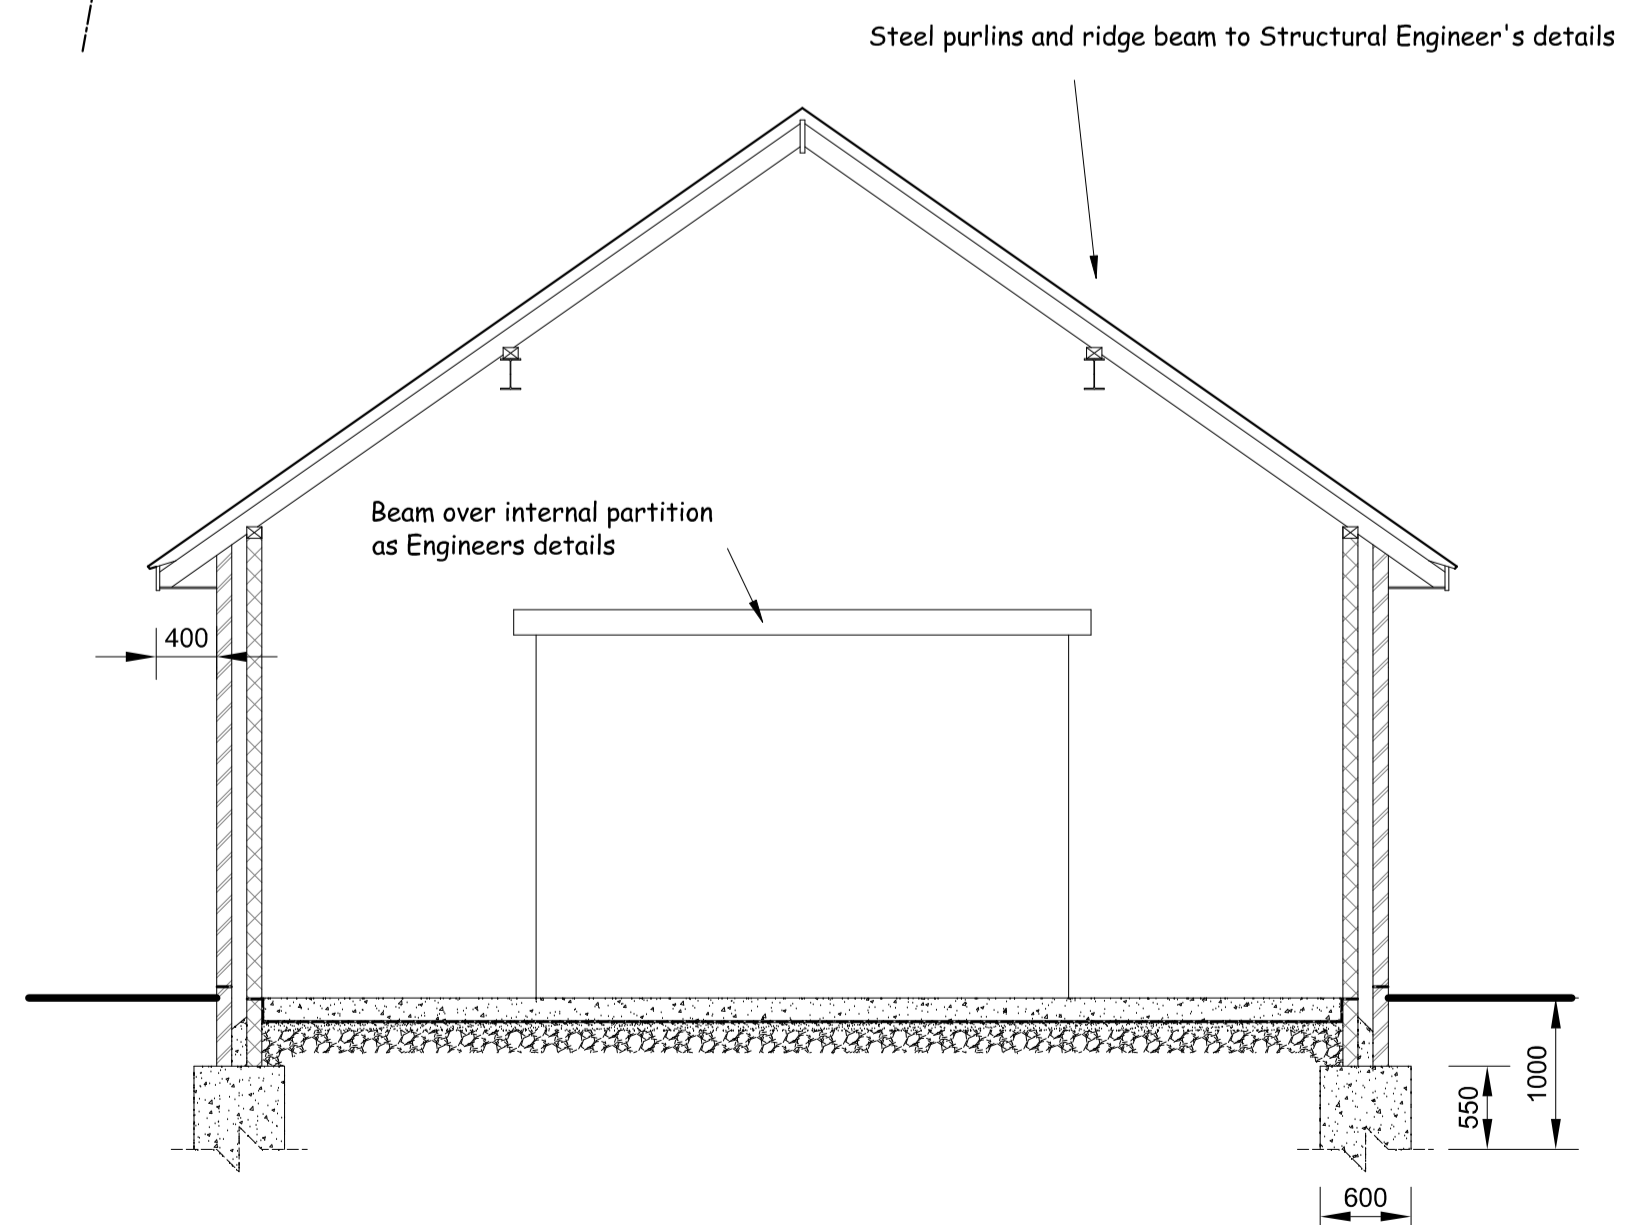 Steel purlins and ridge beam to Structural Engineer's details
Beam over internal partition
as Engineers details
400
1000
550
600